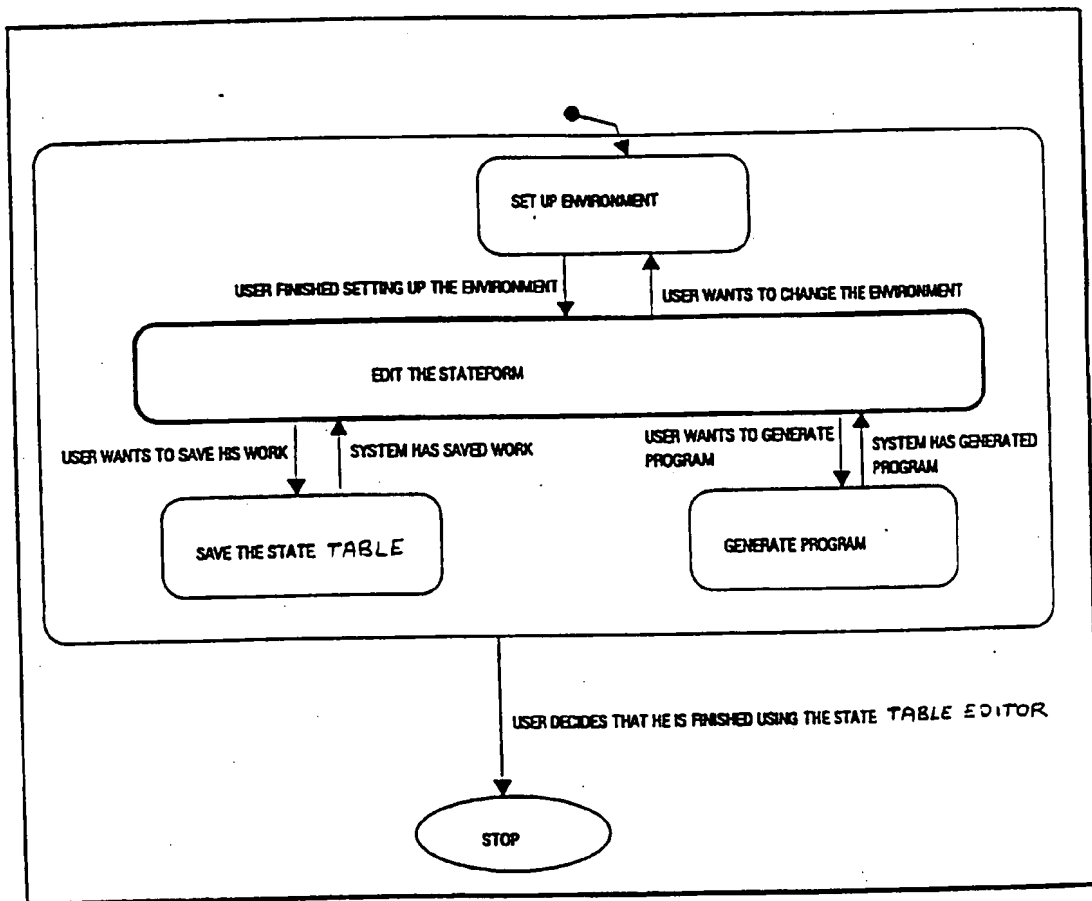 SET UP ENVIRONMENT
USER FINISHED SETTING UP THE ENVIRONMENT
USER WANTS TO CHANGE THE ENVIRONMENT
EDIT THE STATEFORM
USER WANTS TO SAVE HIS WORK
SYSTEM HAS SAVED WORK
USER WANTS TO GENERATE
PROGRAM
SYSTEM HAS GENERATED
PROGRAM
SAVE THE STATE TABLE
GENERATE PROGRAM
USER DECIDES THAT HE IS FINISHED USING THE STATE TABLE EDITOR
STOP